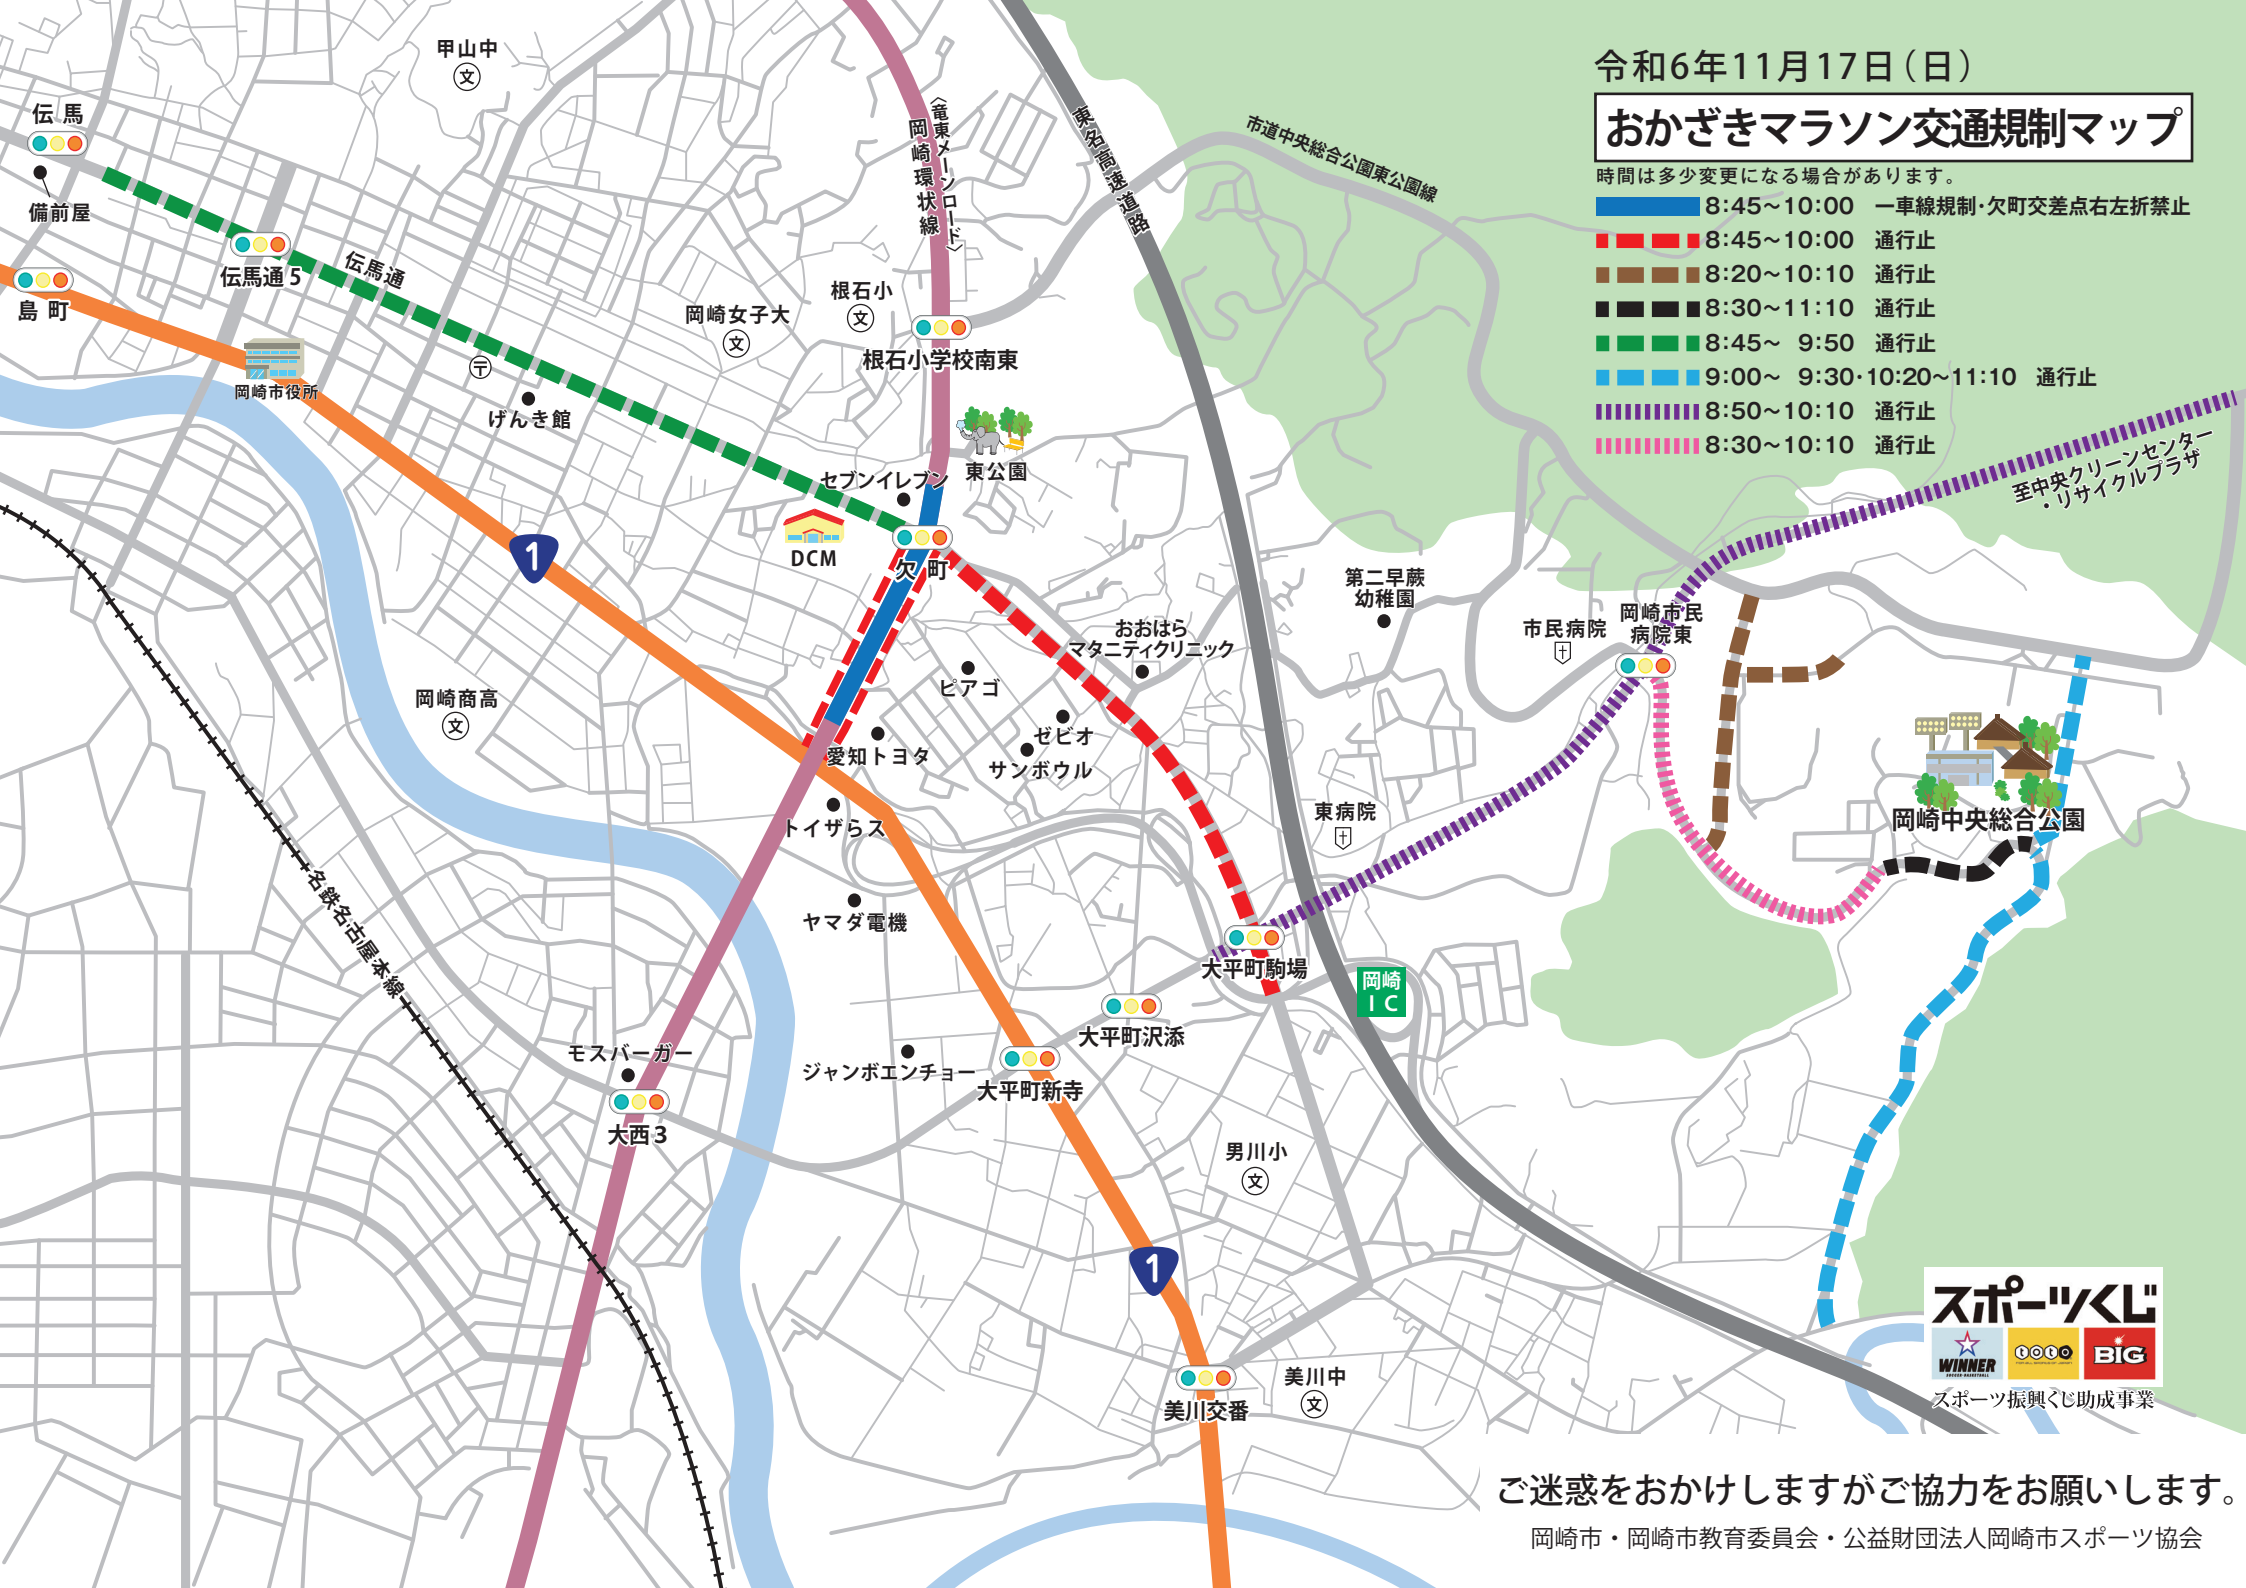 令和6年11月17日（日）
おかざきマラソン交通規制マップ
時間は多少変更になる場合があります。
8:45～10:00 一車線規制・欠町交差点右左折禁止
8:45～10:00 通行止
8:20～10:10 通行止
8:30～11:10 通行止
8:45～ 9:50 通行止
9:00～ 9:30・10:20～11:10 通行止
8:50～10:10 通行止
8:30～10:10 通行止
甲山中
文
伝馬
備前屋
伝馬通5
伝馬通
島町
岡崎市役所
〒
げんき館
岡崎女子大
文
根石小
文
根石小学校南東
岡崎環状線
〈竜東メーンロード〉
東名高速道路
市道中央総合公園東公園線
東公園
セブンイレブン
DCM
欠町
1
至中央クリーンセンター
・リサイクルプラザ
第二早蕨
幼稚園
おおはら
マタニティクリニック
市民病院
岡崎市民
病院東
ピアゴ
ゼビオ
サンボウル
愛知トヨタ
トイザらス
岡崎商高
文
東病院
岡崎中央総合公園
ヤマダ電機
名鉄名古屋本線
大平町駒場
岡崎
IC
大平町沢添
大平町新寺
モスバーガー
ジャンボエンチョー
大西3
男川小
文
1
美川交番
美川中
文
スポーツくじ
WINNER
SOCCER・BASKETBALL
toto
BIG
スポーツ振興くじ助成事業
ご迷惑をおかけしますがご協力をお願いします。
岡崎市・岡崎市教育委員会・公益財団法人岡崎市スポーツ協会